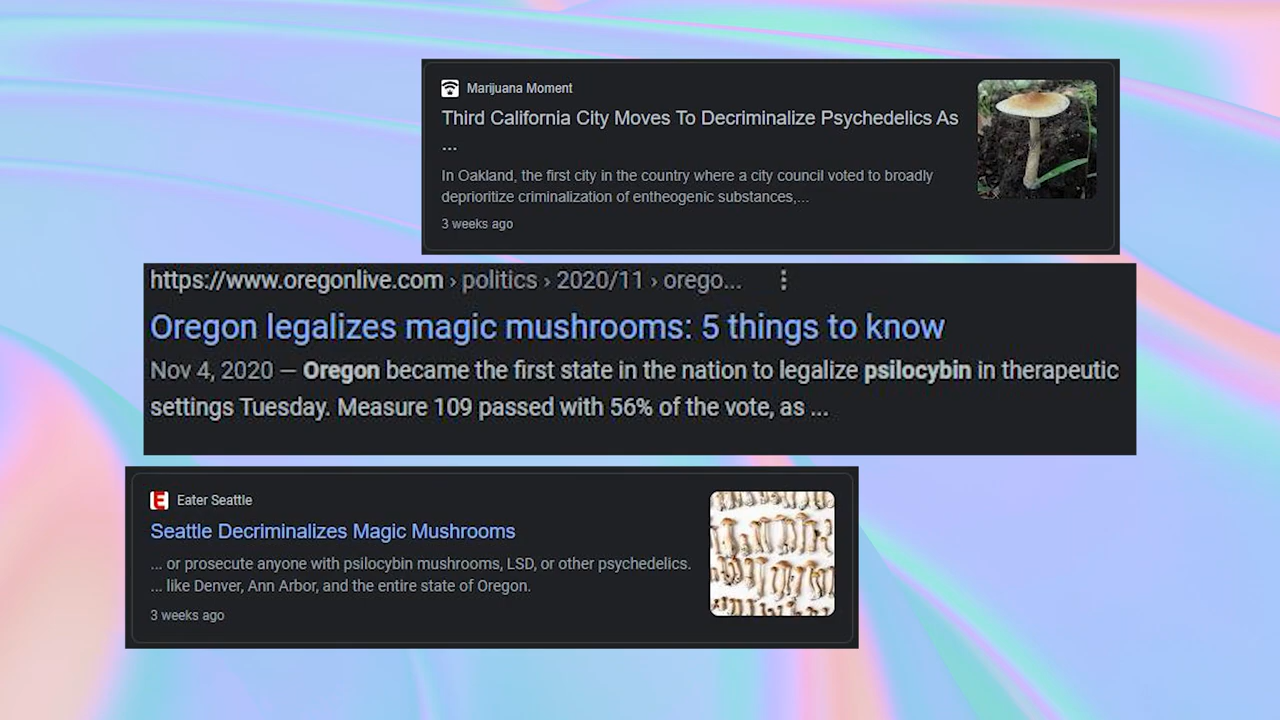 Marijuana Moment
Third California City Moves To Decriminalize Psychedelics As
...
In Oakland, the first city in the country where a city council voted to broadly
deprioritize criminalization of entheogenic substances,...
3 weeks ago
https://www.oregonlive.com › politics › 2020/11 › orego...
Oregon legalizes magic mushrooms: 5 things to know
Nov 4, 2020 — Oregon became the first state in the nation to legalize psilocybin in therapeutic
settings Tuesday. Measure 109 passed with 56% of the vote, as ...
E Eater Seattle
Seattle Decriminalizes Magic Mushrooms
... or prosecute anyone with psilocybin mushrooms, LSD, or other psychedelics.
... like Denver, Ann Arbor, and the entire state of Oregon.
3 weeks ago